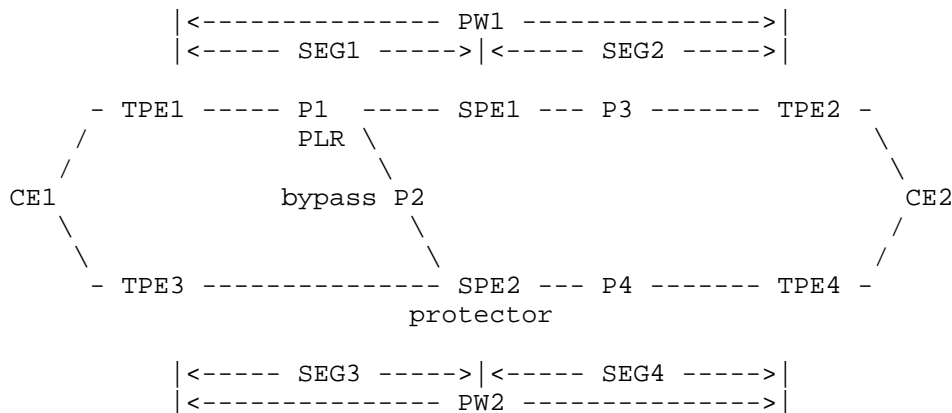 |<--------------- PW1 --------------->|
|<----- SEG1 ----->|<----- SEG2 ----->|
- TPE1 ----- P1 ----- SPE1 --- P3 ------- TPE2 -
/ PLR \ \
/ \ \
CE1 bypass P2 CE2
\ \ /
\ \ /
- TPE3 --------------- SPE2 --- P4 ------- TPE4 -
protector
|<----- SEG3 ----->|<----- SEG4 ----->|
|<--------------- PW2 --------------->|